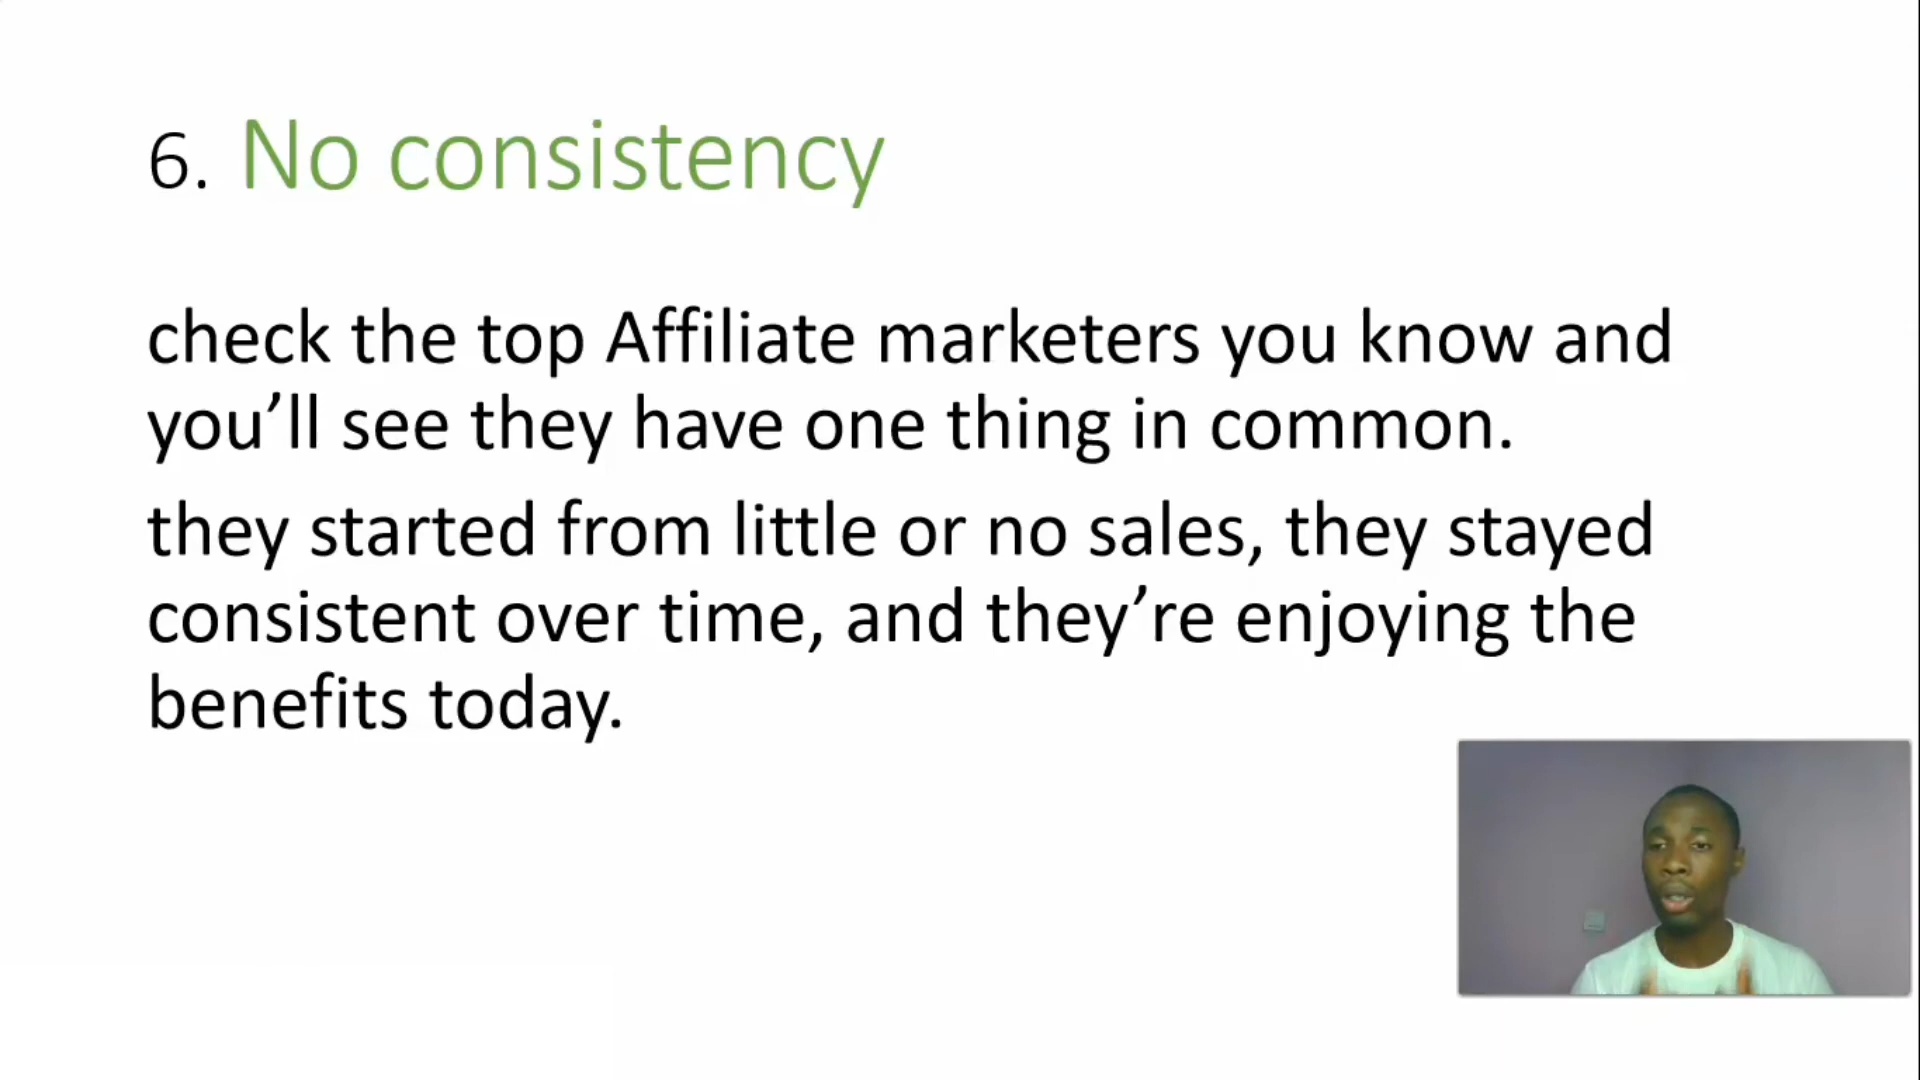 6. No consistency
check the top Affiliate marketers you know and
you’ll see they have one thing in common.
they started from little or no sales, they stayed
consistent over time, and they’re enjoying the
benefits today.